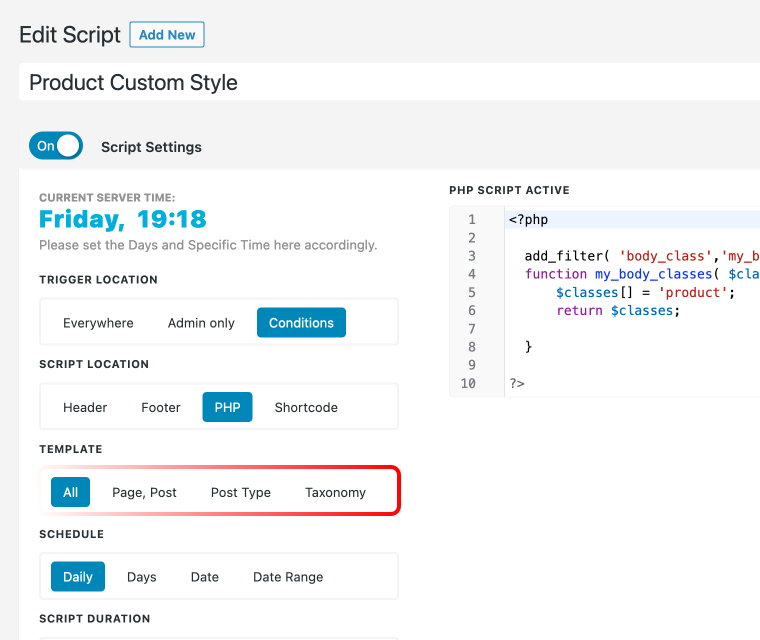 Edit Script Add New
Product Custom Style
On Script Settings
CURRENT SERVER TIME:
Friday, 19:18
Please set the Days and Specific Time here accordingly.
TRIGGER LOCATION
Everywhere Admin only Conditions
SCRIPT LOCATION
Header Footer PHP Shortcode
TEMPLATE
All Page, Post Post Type Taxonomy
SCHEDULE
Daily Days Date Date Range
SCRIPT DURATION
PHP SCRIPT ACTIVE
1 <?php
2
3 add_filter( 'body_class','my_b
4 function my_body_classes( $cla
5 $classes[] = 'product';
6 return $classes;
7
8 }
9
10 ?>